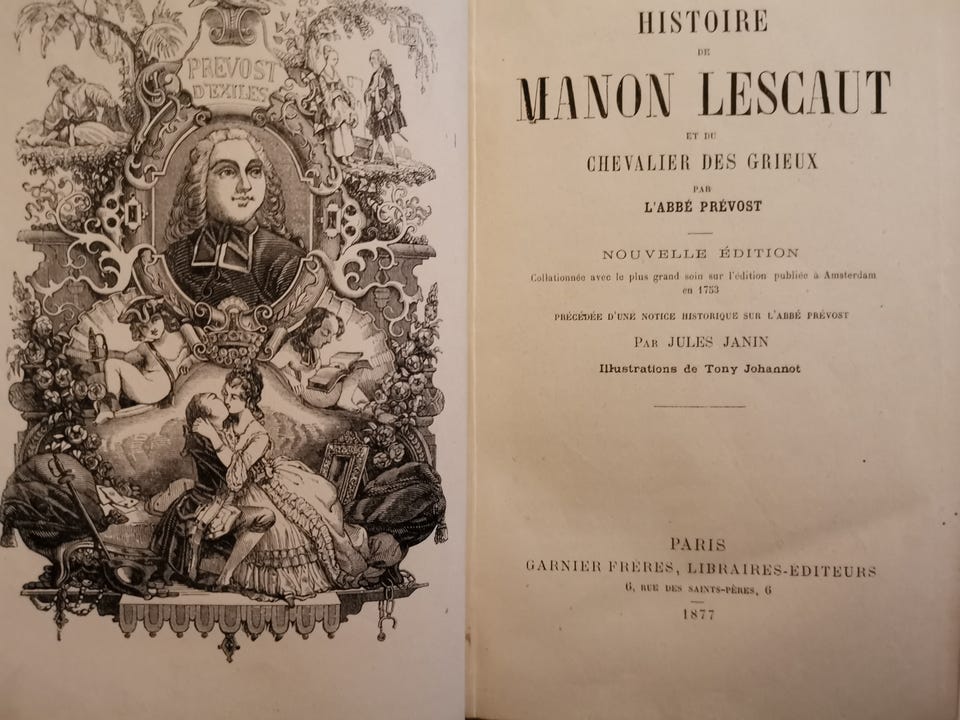 PREVOST
D'EXILES
HISTOIRE
DE
MANON LESCAUT
ET DU
CHEVALIER DES GRIEUX
PAR
L'ABBÉ PRÉVOST
NOUVELLE ÉDITION
Collationnée avec le plus grand soin sur l'édition publiée à Amsterdam
en 1753
PRÉCÉDÉE D'UNE NOTICE HISTORIQUE SUR L'ABBÉ PRÉVOST
PAR JULES JANIN
Illustrations de Tony Johannot
PARIS
GARNIER FRÈRES, LIBRAIRES-EDITEURS
6, RUE DES SAINTS-PÈRES, 6
1877